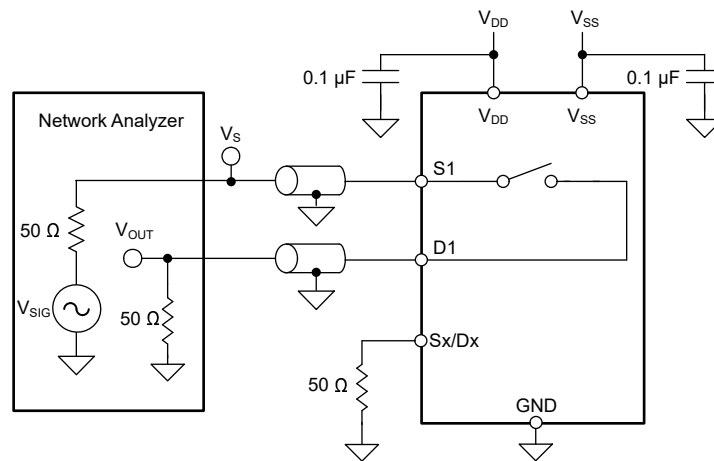 VDD
VSS
0.1 µF
0.1 µF
VDD
VSS
Network Analyzer
VS
S1
50 Ω
VOUT
D1
VSIG
50 Ω
Sx/Dx
50 Ω
GND